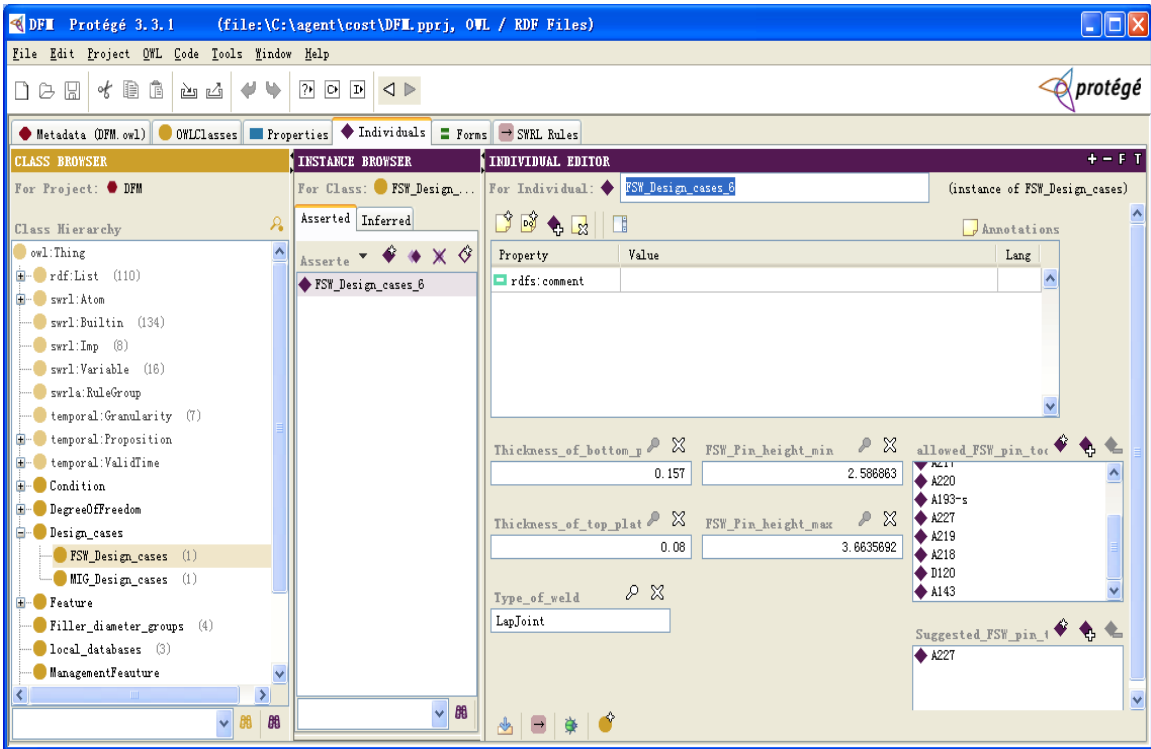 DFM Protégé 3.3.1 (file:\C:\agent\cost\DFM.pprj, OWL / RDF Files)
File Edit Project OWL Code Tools Window Help
protégé
Metadata (DFM.owl) OWLClasses Properties Individuals Forms SWRL Rules
CLASS BROWSER
For Project: DFM
Class Hierarchy
owl:Thing
rdf:List (110)
swrl:Atom
swrl:Builtin (134)
swrl:Imp (8)
swrl:Variable (16)
swrla:RuleGroup
temporal:Granularity (7)
temporal:Proposition
temporal:ValidTime
Condition
DegreeOfFreedom
Design_cases
FSW_Design_cases (1)
MIG_Design_cases (1)
Feature
Filler_diameter_groups (4)
local_databases (3)
ManagementFeauture
INSTANCE BROWSER
For Class: FSW_Design_...
Asserted Inferred
Asserte
FSW_Design_cases_6
INDIVIDUAL EDITOR + - F T
For Individual: FSW_Design_cases_6 (instance of FSW_Design_cases)
Annotations
Property Value Lang
rdfs:comment
Thickness_of_bottom_p
0.157
FSW_Pin_height_min
2.586863
Thickness_of_top_plat
0.08
FSW_Pin_height_max
3.6635692
Type_of_weld
LapJoint
allowed_FSW_pin_too
A217
A220
A193-s
A227
A219
A218
D120
A143
Suggested_FSW_pin_t
A227